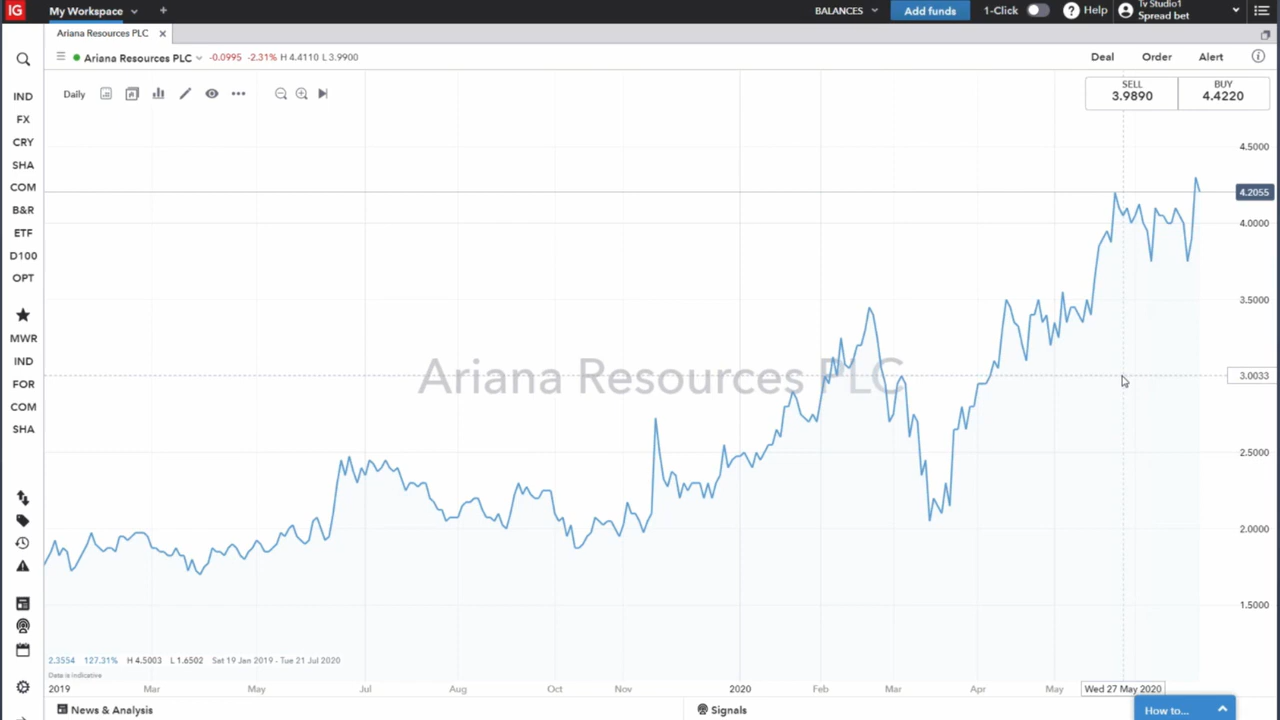 IG My Workspace + BALANCES Add funds 1-Click ? Help Tv Studio1
Spread bet
Ariana Resources PLC ×
Ariana Resources PLC -0.0995 -2.31% H 4.4110 L 3.9900 Deal Order Alert
Daily
SELL
3.9890
BUY
4.4220
IND
FX
CRY
SHA
COM
B&R
ETF
D100
OPT
MWR
IND
FOR
COM
SHA
4.5000
4.2055
4.0000
3.5000
3.0033
2.5000
2.0000
1.5000
Ariana Resources PLC
2.3554 127.31% H 4.5003 L 1.6502 Sat 19 Jan 2019 - Tue 21 Jul 2020
Data is indicative
2019 Mar May Jul Aug Oct Nov 2020 Feb Mar Apr May Wed 27 May 2020
News & Analysis Signals How to...